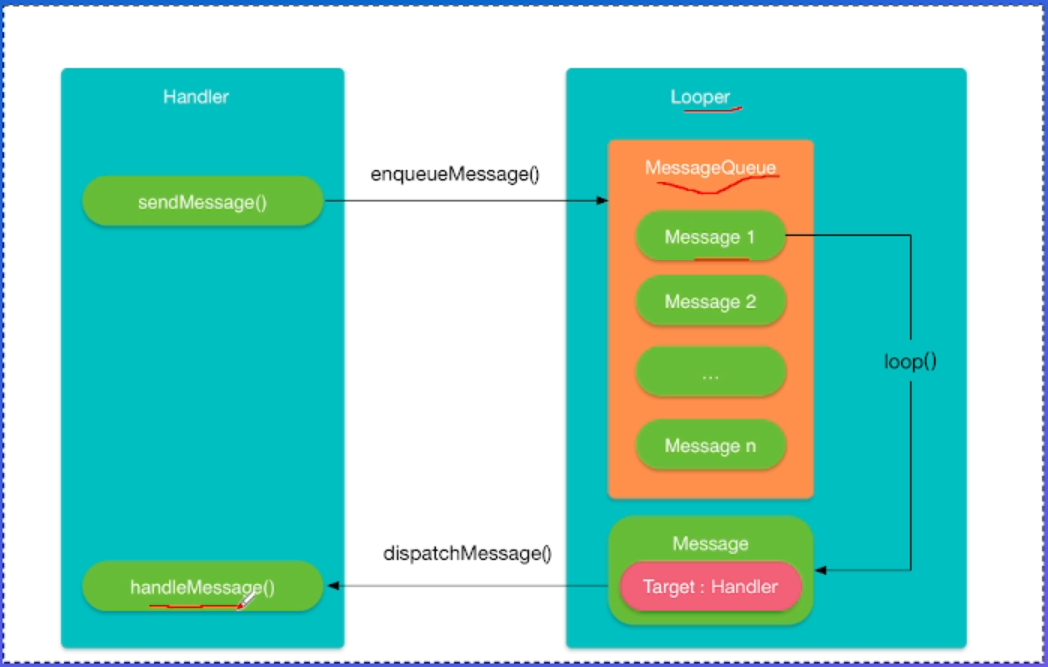 Handler
Looper
MessageQueue
enqueueMessage()
sendMessage()
Message 1
Message 2
loop()
...
Message n
dispatchMessage()
Message
handleMessage()
Target : Handler